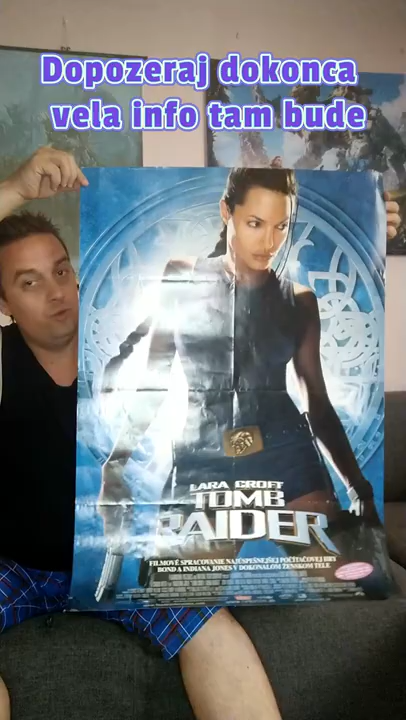 Dopozeraj dokonca
vela info tam bude
LARA CROFT
TOMB
RAIDER
FILMOVÉ SPRACOVANIE NAJÚSPEŠNEJŠEJ POČÍTAČOVEJ HRY
BOND A INDIANA JONES V DOKONALOM ŽENSKOM TELE